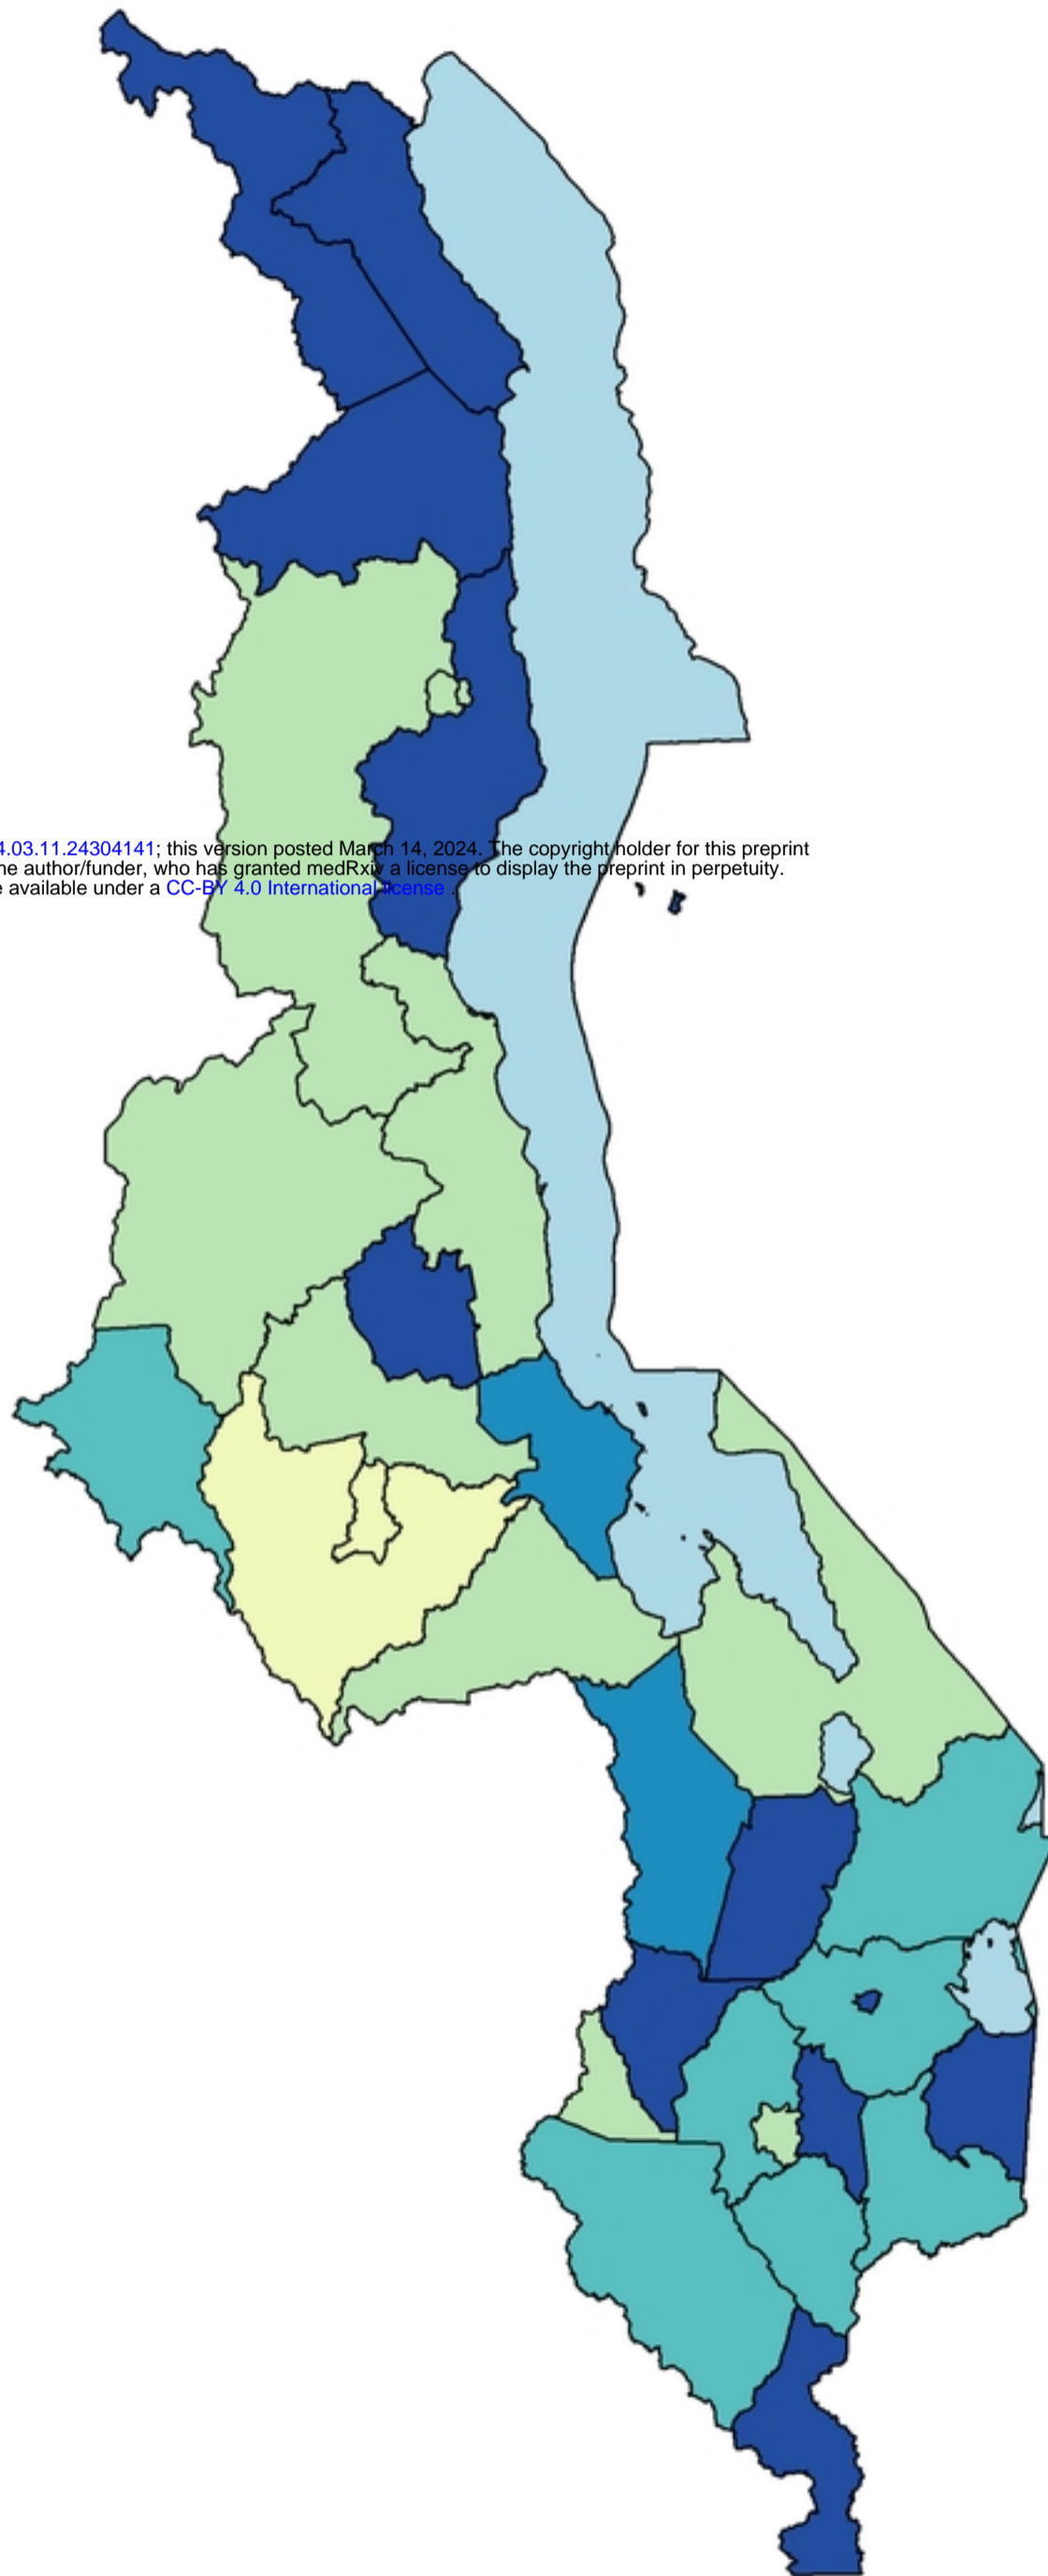 4.03.11.24304141; this version posted March 14, 2024. The copyright holder for this preprint
ne author/funder, who has granted medRxiv a license to display the preprint in perpetuity.
e available under a CC-BY 4.0 International license .